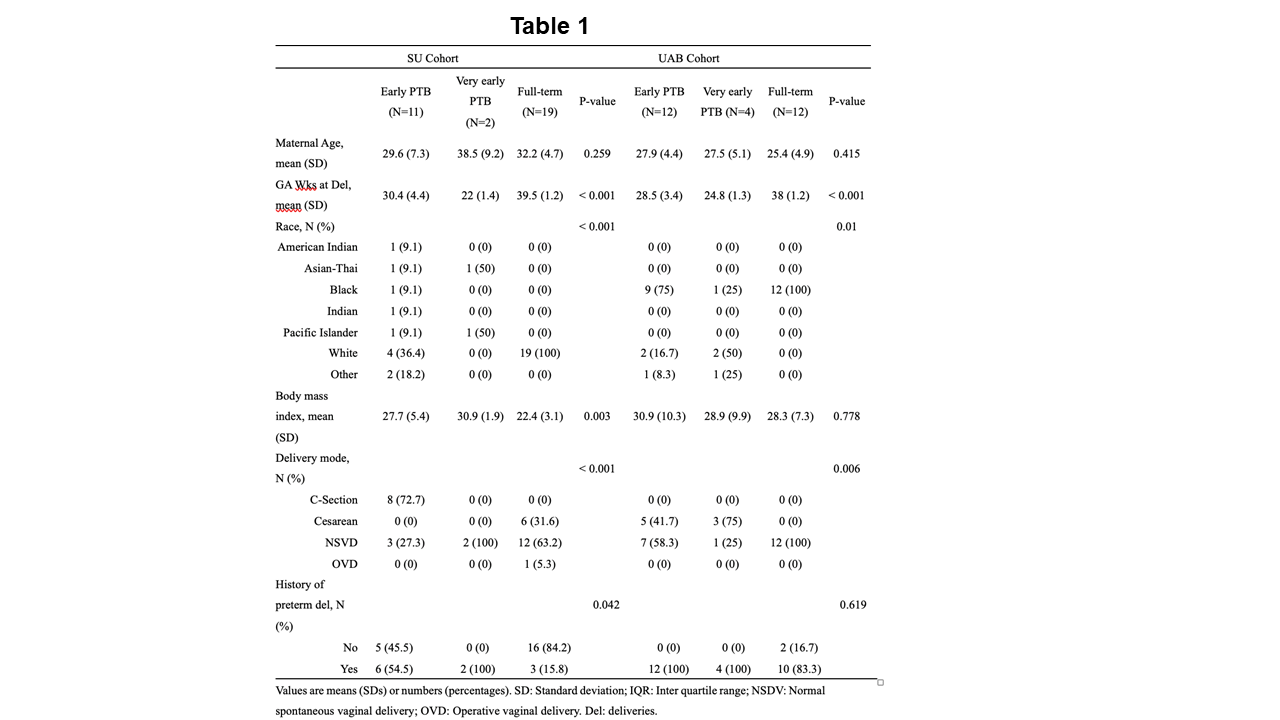 Table 1
SU Cohort UAB Cohort
Early PTB (N=11) Very early PTB (N=2) Full-term (N=19) P-value Early PTB (N=12) Very early PTB (N=4) Full-term (N=12) P-value
Maternal Age, mean (SD) 29.6 (7.3) 38.5 (9.2) 32.2 (4.7) 0.259 27.9 (4.4) 27.5 (5.1) 25.4 (4.9) 0.415
GA Wks at Del, mean (SD) 30.4 (4.4) 22 (1.4) 39.5 (1.2) < 0.001 28.5 (3.4) 24.8 (1.3) 38 (1.2) < 0.001
Race, N (%) < 0.001 0.01
American Indian 1 (9.1) 0 (0) 0 (0) 0 (0) 0 (0) 0 (0)
Asian-Thai 1 (9.1) 1 (50) 0 (0) 0 (0) 0 (0) 0 (0)
Black 1 (9.1) 0 (0) 0 (0) 9 (75) 1 (25) 12 (100)
Indian 1 (9.1) 0 (0) 0 (0) 0 (0) 0 (0) 0 (0)
Pacific Islander 1 (9.1) 1 (50) 0 (0) 0 (0) 0 (0) 0 (0)
White 4 (36.4) 0 (0) 19 (100) 2 (16.7) 2 (50) 0 (0)
Other 2 (18.2) 0 (0) 0 (0) 1 (8.3) 1 (25) 0 (0)
Body mass index, mean (SD) 27.7 (5.4) 30.9 (1.9) 22.4 (3.1) 0.003 30.9 (10.3) 28.9 (9.9) 28.3 (7.3) 0.778
Delivery mode, N (%) < 0.001 0.006
C-Section 8 (72.7) 0 (0) 0 (0) 0 (0) 0 (0) 0 (0)
Cesarean 0 (0) 0 (0) 6 (31.6) 5 (41.7) 3 (75) 0 (0)
NSVD 3 (27.3) 2 (100) 12 (63.2) 7 (58.3) 1 (25) 12 (100)
OVD 0 (0) 0 (0) 1 (5.3) 0 (0) 0 (0) 0 (0)
History of preterm del, N (%) 0.042 0.619
No 5 (45.5) 0 (0) 16 (84.2) 0 (0) 0 (0) 2 (16.7)
Yes 6 (54.5) 2 (100) 3 (15.8) 12 (100) 4 (100) 10 (83.3)
Values are means (SDs) or numbers (percentages). SD: Standard deviation; IQR: Inter quartile range; NSDV: Normal
spontaneous vaginal delivery; OVD: Operative vaginal delivery. Del: deliveries.